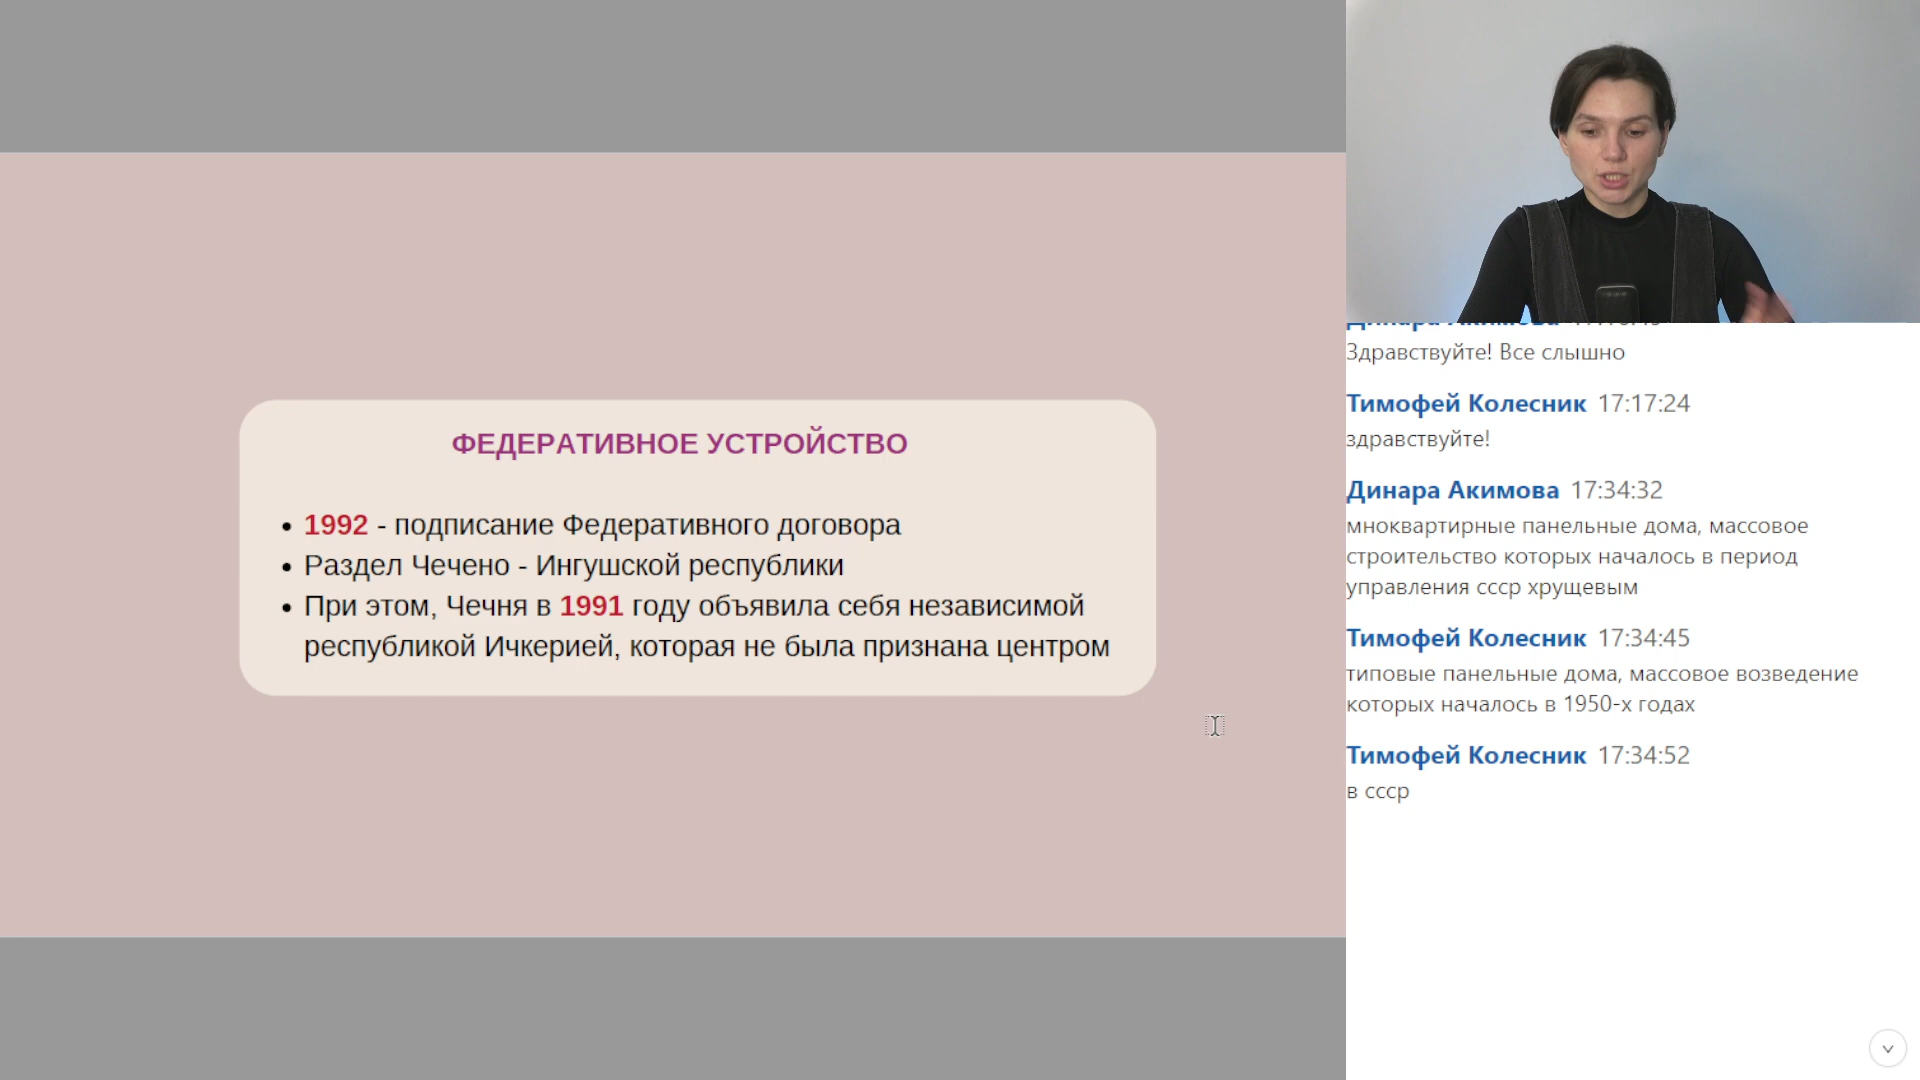 ФЕДЕРАТИВНОЕ УСТРОЙСТВО
• 1992 - подписание Федеративного договора
• Раздел Чечено - Ингушской республики
• При этом, Чечня в 1991 году объявила себя независимой
республикой Ичкерией, которая не была признана центром
Здравствуйте! Все слышно
Тимофей Колесник 17:17:24
здравствуйте!
Динара Акимова 17:34:32
мноквартирные панельные дома, массовое
строительство которых началось в период
управления ссср хрущевым
Тимофей Колесник 17:34:45
типовые панельные дома, массовое возведение
которых началось в 1950-х годах
Тимофей Колесник 17:34:52
в ссср